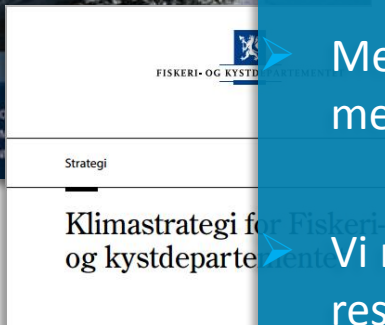 FISKERI- OG KYSTDEPARTEMENTET
Strategi
Klimastrategi for Fiskeri-
og kystdepartementet
Me
me
Vi
res